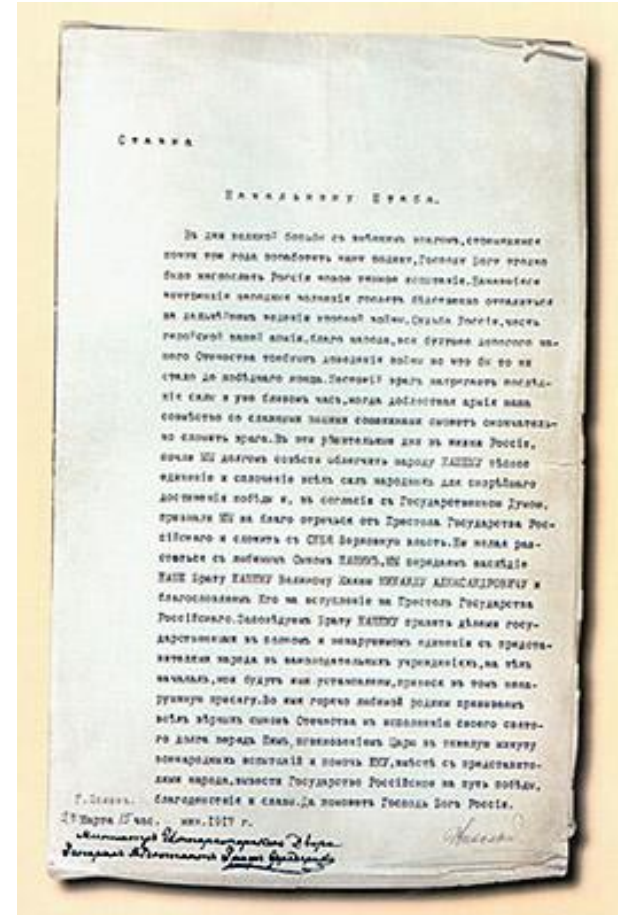 Ставка
Начальнику Штаба.
Въ дни великой борьбы съ внѣшнимъ врагомъ, стремящимся
почти три года поработить нашу родину, Господу Богу угодно
было ниспослать Россіи новое тяжкое испытаніе. Начавшіяся
внутреннія народныя волненія грозятъ бѣдственно отразиться
на дальнѣйшемъ веденіи упорной войны. Судьба Россіи, честь
геройской нашей арміи, благо народа, все будущее дорогого на-
шего Отечества требуютъ доведенія войны во что бы то ни
стало до побѣднаго конца. Жестокій врагъ напрягаетъ послѣд-
нія силы и уже близокъ часъ, когда доблестная армія наша
совмѣстно со славными нашими союзниками сможетъ окончатель-
но сломить врага. Въ эти рѣшительные дни въ жизни Россіи,
почли МЫ долгомъ совѣсти облегчить народу НАШЕМУ тѣсное
единеніе и сплоченіе всѣхъ силъ народныхъ для скорѣйшаго
достиженія побѣды и, въ согласіи съ Государственною Думою,
признали МЫ за благо отречься отъ Престола Государства Рос-
сійскаго и сложить съ СЕБЯ Верховную власть. Не желая раз-
статься съ любимымъ Сыномъ НАШИМЪ, МЫ передаемъ наслѣдіе
НАШЕ Брату НАШЕМУ Великому Князю МИХАИЛУ АЛЕКСАНДРОВИЧУ и
благословляемъ Его на вступленіе на Престолъ Государства
Россійскаго. Заповѣдуемъ Брату НАШЕМУ править дѣлами госу-
дарственными въ полномъ и ненарушимомъ единеніи съ предста-
вителями народа въ законодательныхъ учрежденіяхъ, на тѣхъ
началахъ, кои будутъ ими установлены, принеся въ томъ нена-
рушимую присягу. Во имя горячо любимой родины призываемъ
всѣхъ вѣрныхъ сыновъ Отечества къ исполненію своего свято-
го долга передъ Нимъ, повиновеніемъ Царю въ тяжелую минуту
всенародныхъ испытаній и помочь ЕМУ, вмѣстѣ съ представите-
лями народа, вывести Государство Россійское на путь побѣды,
благоденствія и славы. Да поможетъ Господь Богъ Россіи.
Г. Псковъ.
2 Марта 15 час. мин. 1917 г.
Николай
Министръ Императорскаго Двора
Генералъ Адъютантъ Графъ Фредериксъ